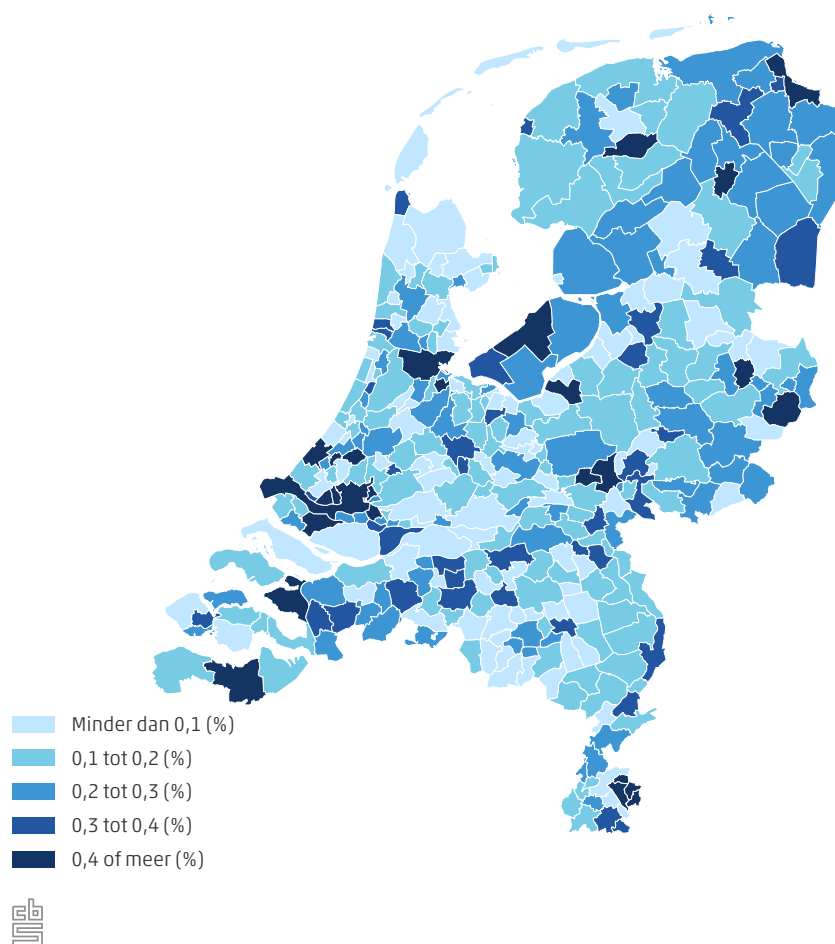 Minder dan 0,1 (%)
0,1 tot 0,2 (%)
0,2 tot 0,3 (%)
0,3 tot 0,4 (%)
0,4 of meer (%)
cbs